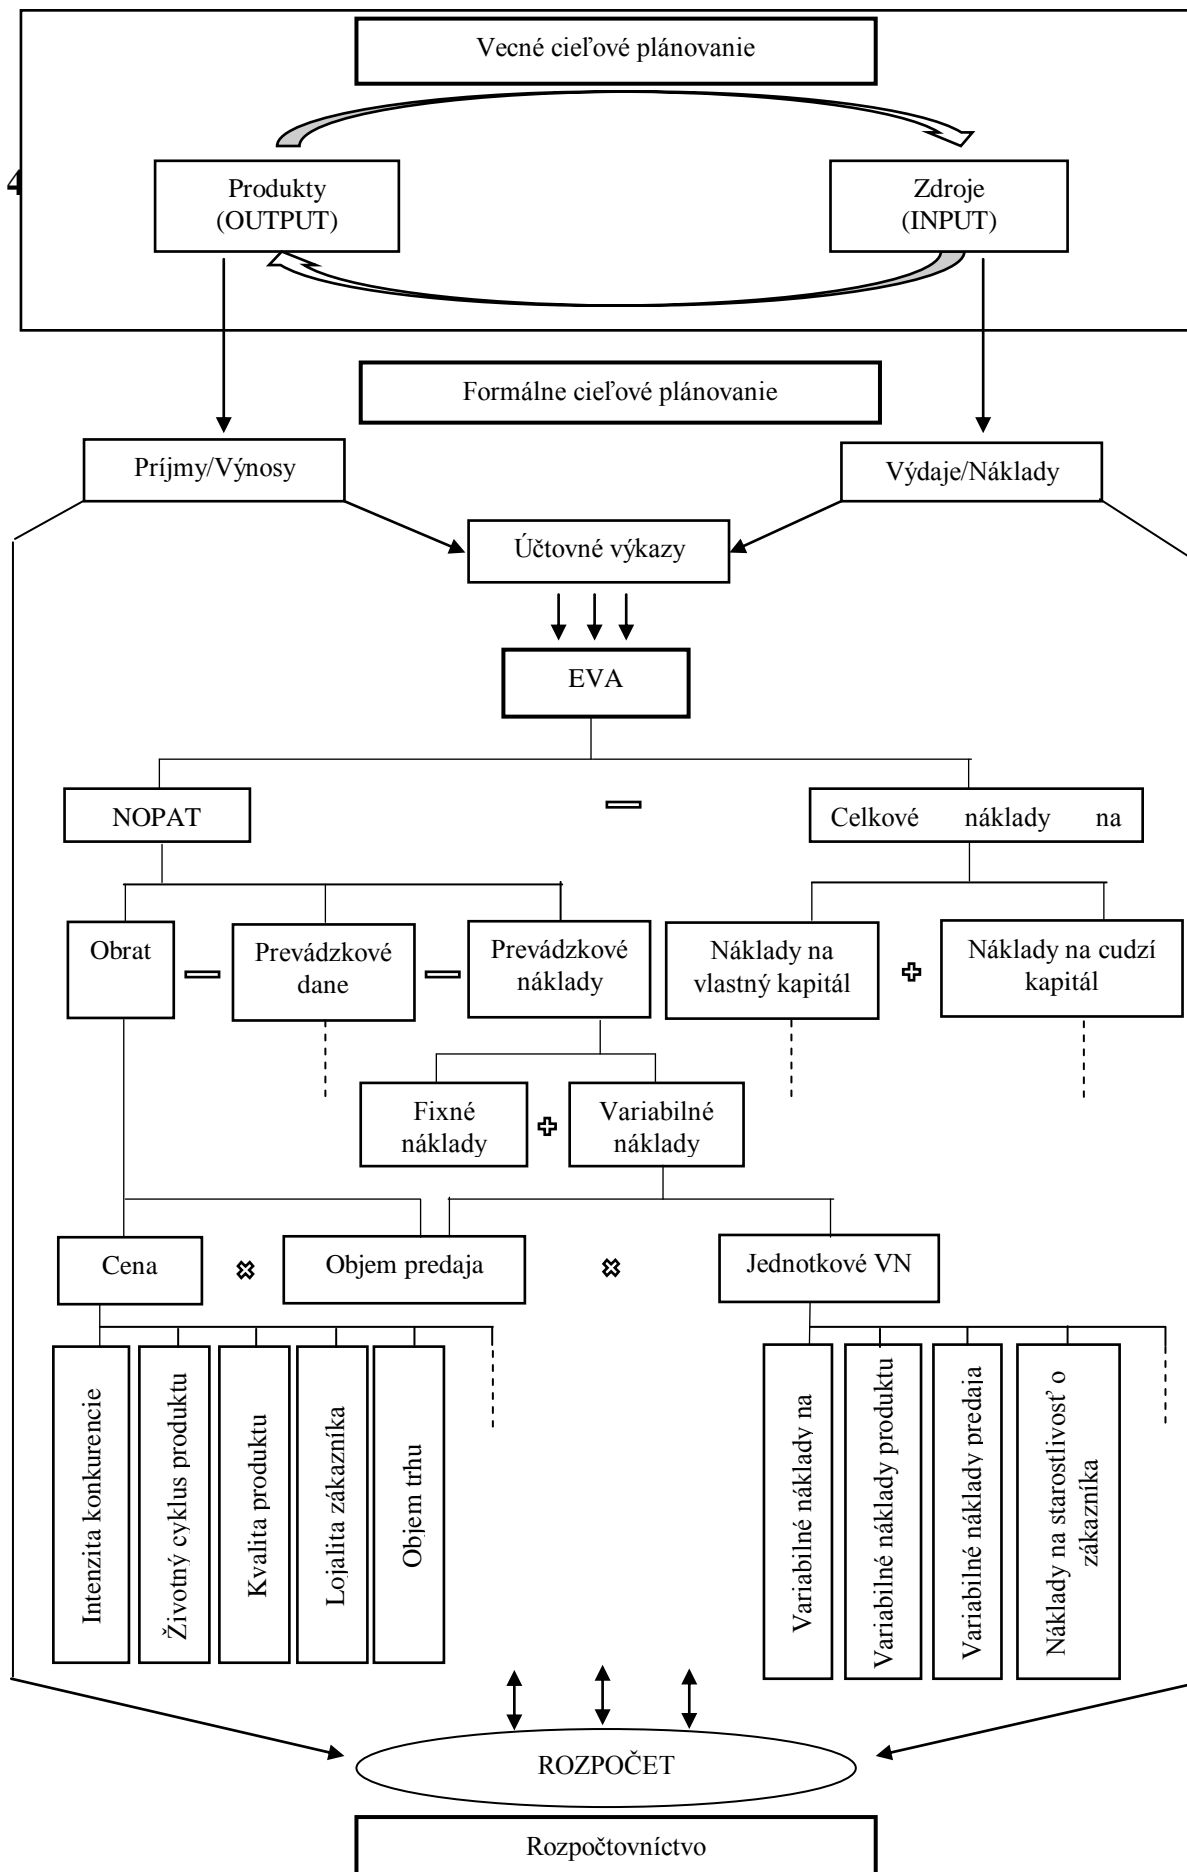 Vecné cieľové plánovanie
4
Produkty
(OUTPUT)
Zdroje
(INPUT)
Formálne cieľové plánovanie
Príjmy/Výnosy
Výdaje/Náklady
Účtovné výkazy
EVA
NOPAT
Celkové náklady na
Obrat
Prevádzkové
dane
Prevádzkové
náklady
Náklady na
vlastný kapitál
Náklady na cudzí
kapitál
Fixné
náklady
Variabilné
náklady
Cena
Objem predaja
Jednotkové VN
Intenzita konkurencie
Životný cyklus produktu
Kvalita produktu
Lojalita zákazníka
Objem trhu
Variabilné náklady na
Variabilné náklady produktu
Variabilné náklady predaja
Náklady na starostlivosť o
zákazníka
ROZPOČET
Rozpočtovníctvo